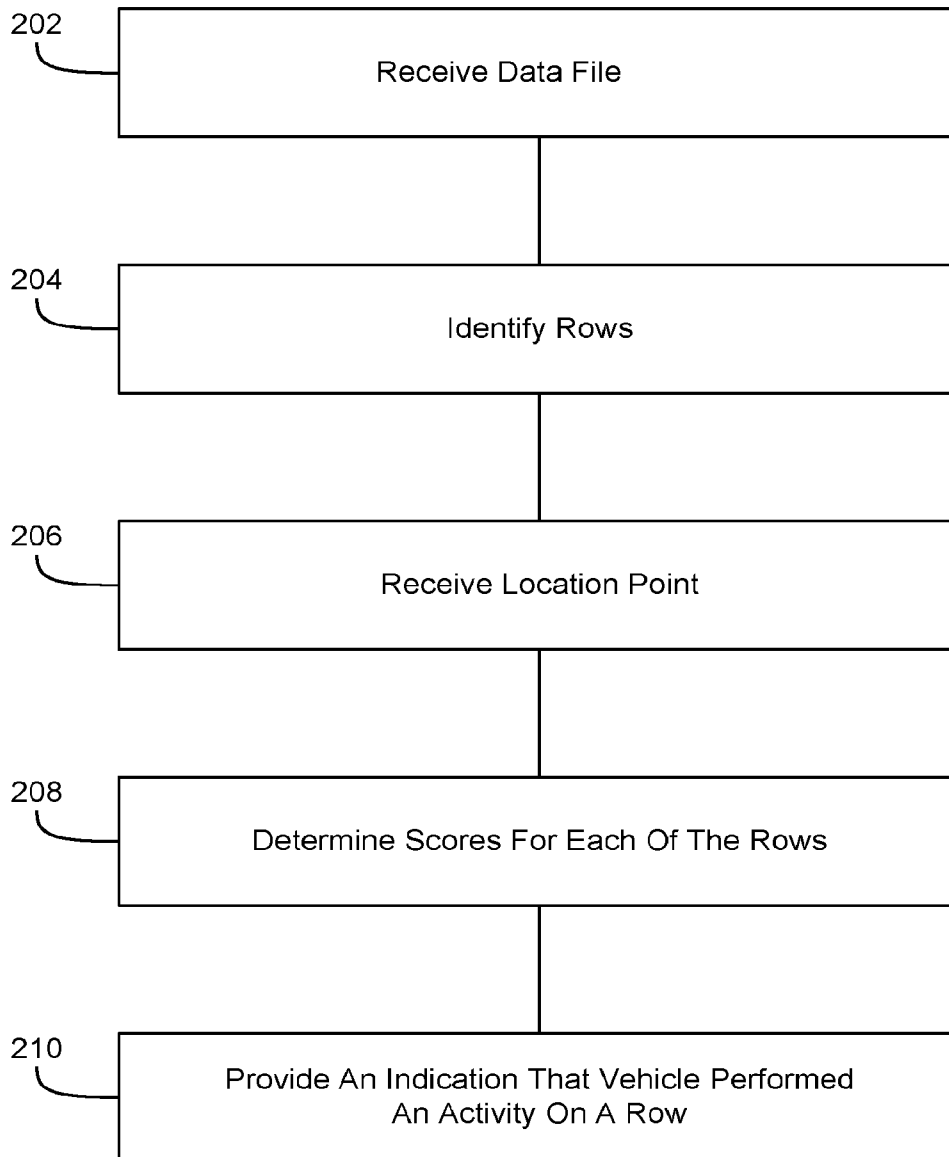 202
Receive Data File
204
Identify Rows
206
Receive Location Point
208
Determine Scores For Each Of The Rows
210
Provide An Indication That Vehicle Performed
An Activity On A Row